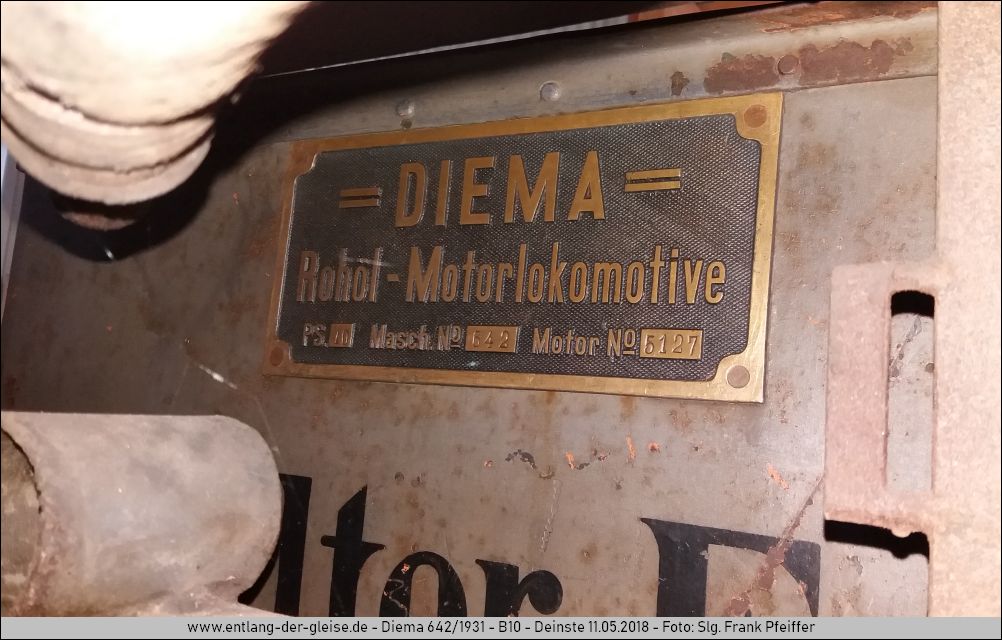 = DIEMA =
Rohöl-Motorlokomotive
PS. 10 Masch. No 642 Motor No 5127
ltor F
www.entlang-der-gleise.de - Diema 642/1931 - B10 - Deinste 11.05.2018 - Foto: Slg. Frank Pfeiffer